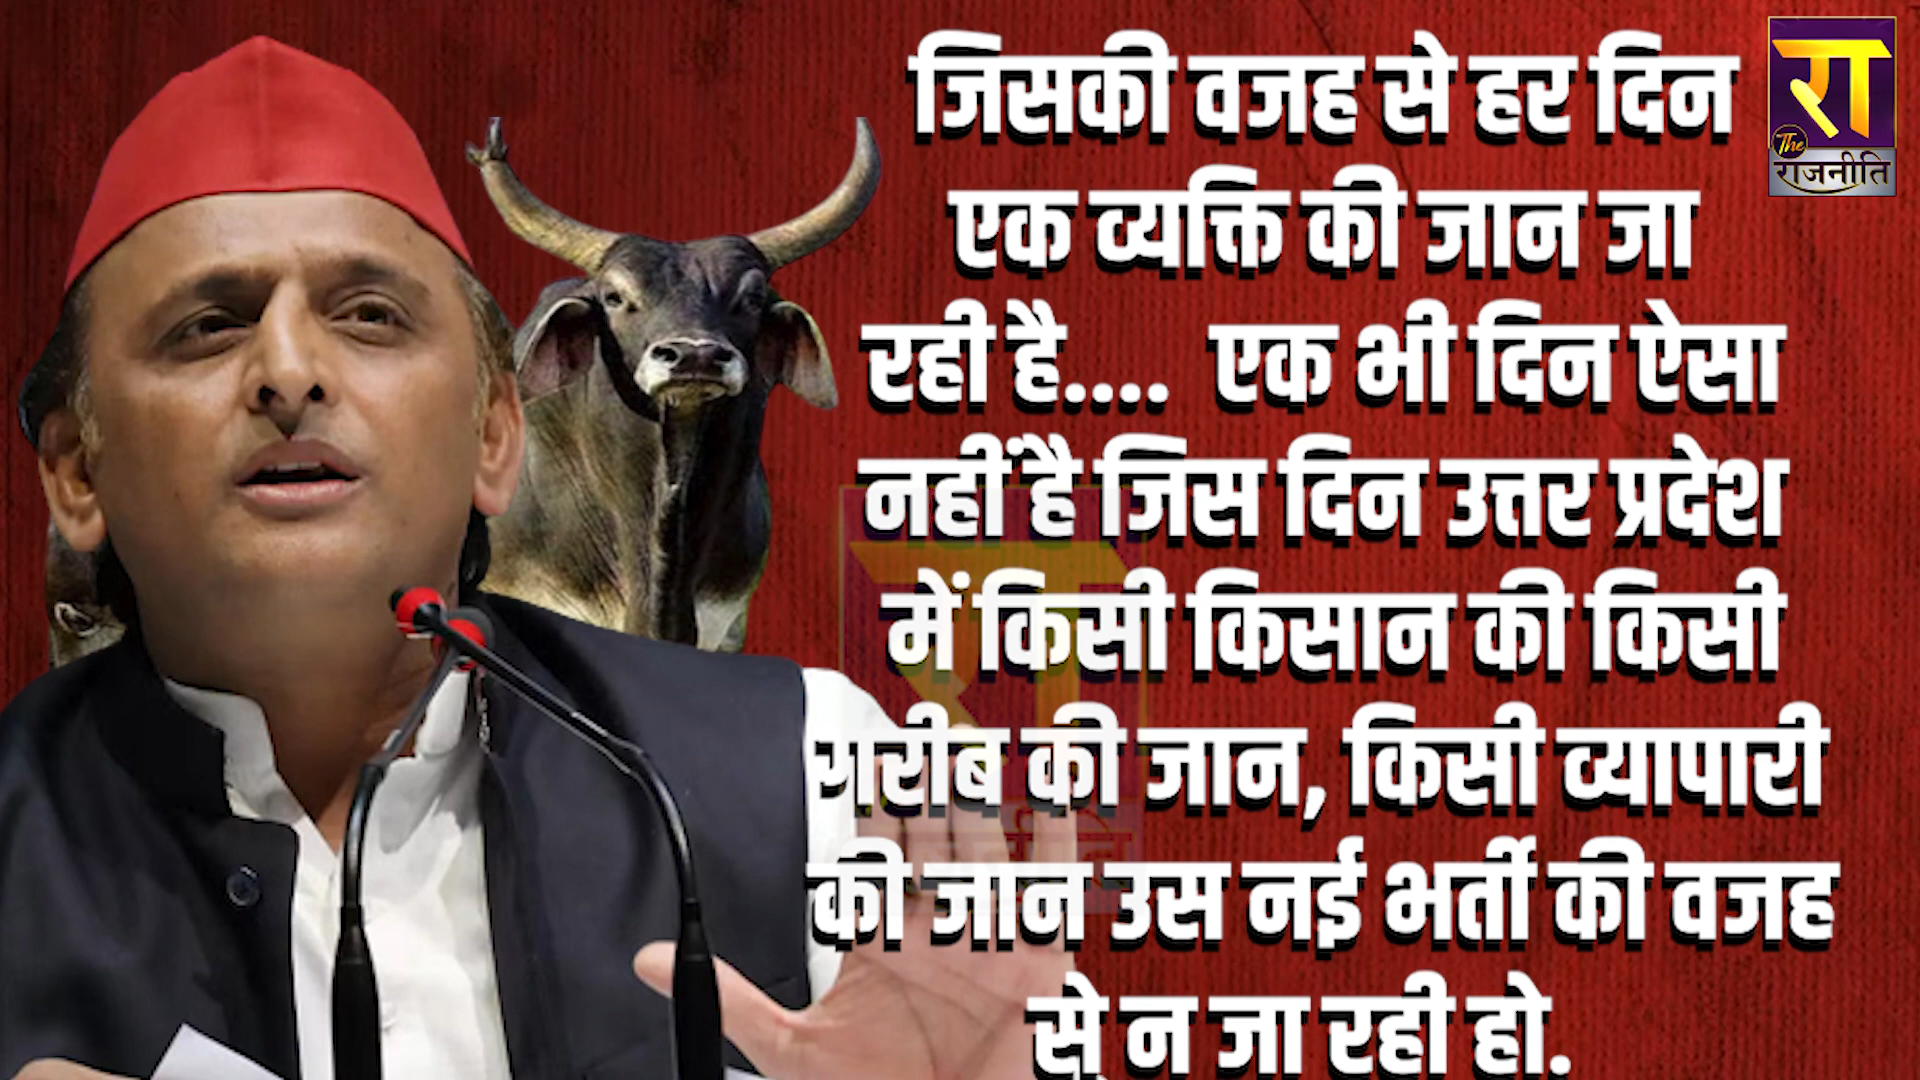 जिसकी वजह से हर दिन
एक व्यक्ति की जान जा
रही है.... एक भी दिन ऐसा
नहीं है जिस दिन उत्तर प्रदेश
में किसी किसान की किसी
गरीब की जान, किसी व्यापारी
की जान उस नई भर्ती की वजह
से न जा रही हो.
रा
The
राजनीति